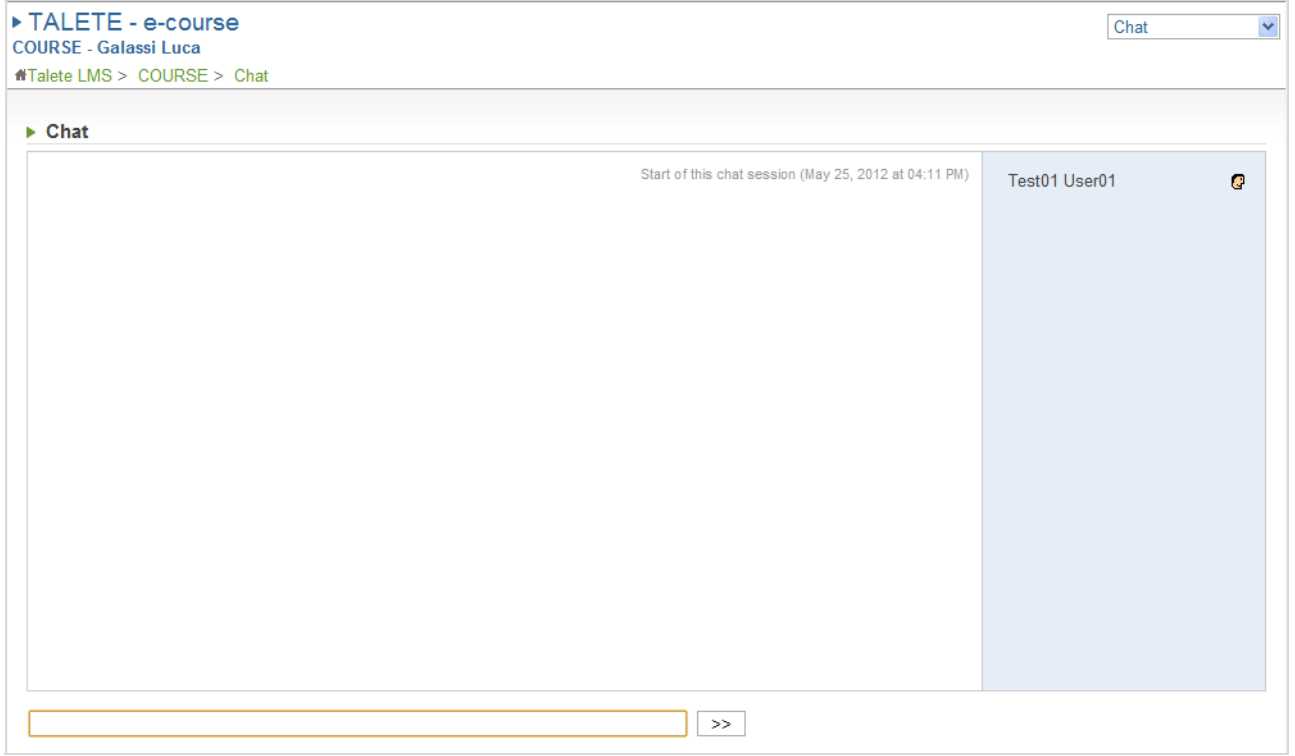 TALETE - e-course
Chat
COURSE - Galassi Luca
Talete LMS > COURSE > Chat
Chat
Start of this chat session (May 25, 2012 at 04:11 PM)
Test01 User01
>>